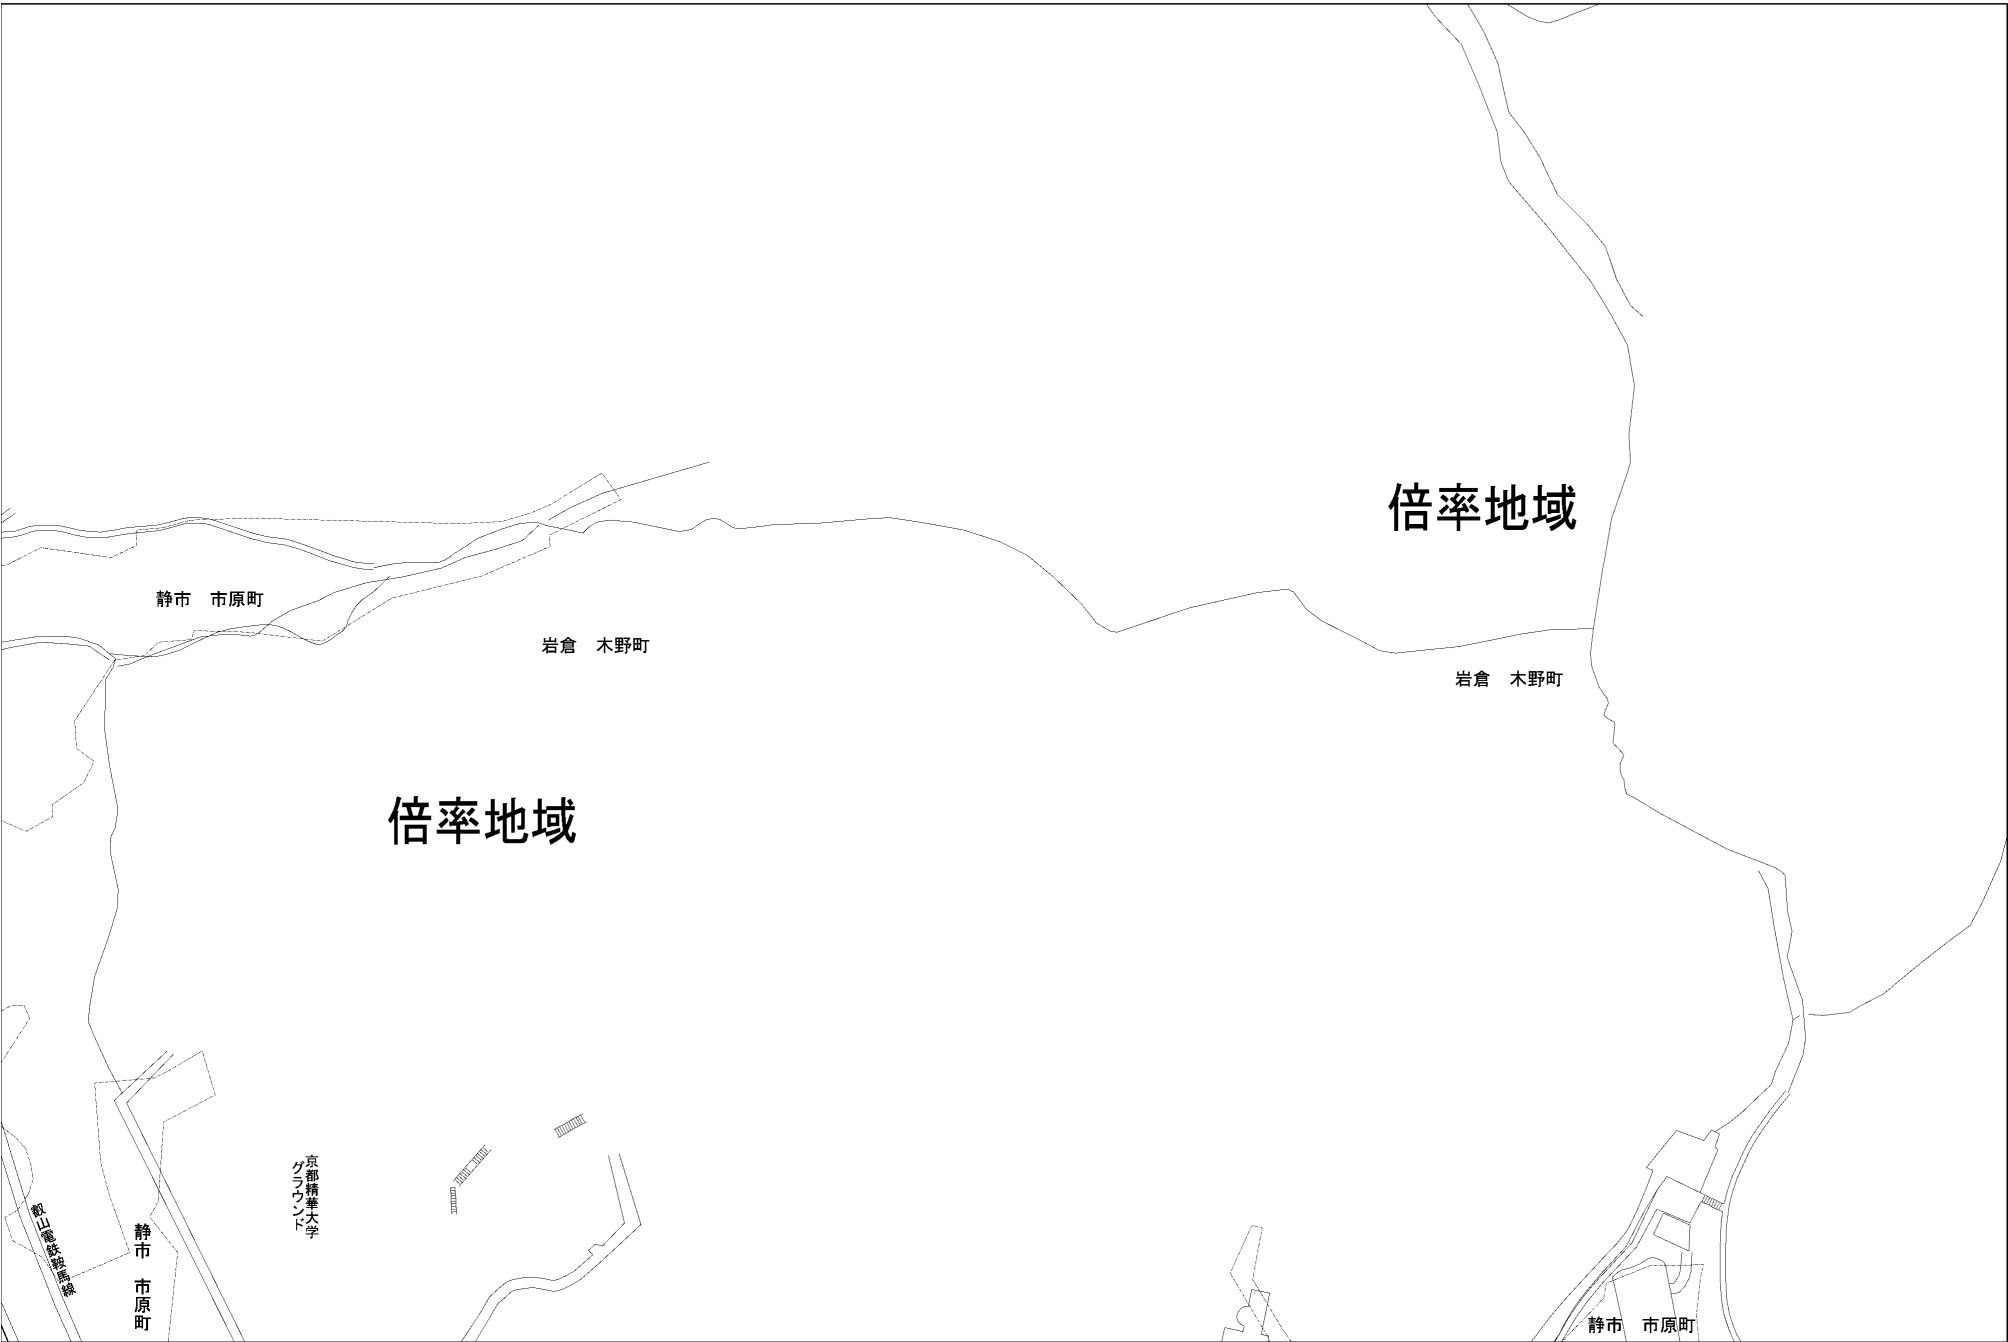 倍率地域
静市　市原町
岩倉　木野町
岩倉　木野町
倍率地域
京都精華大学
グラウンド
叡山電鉄鞍馬線
静市　市原町
静市　市原町